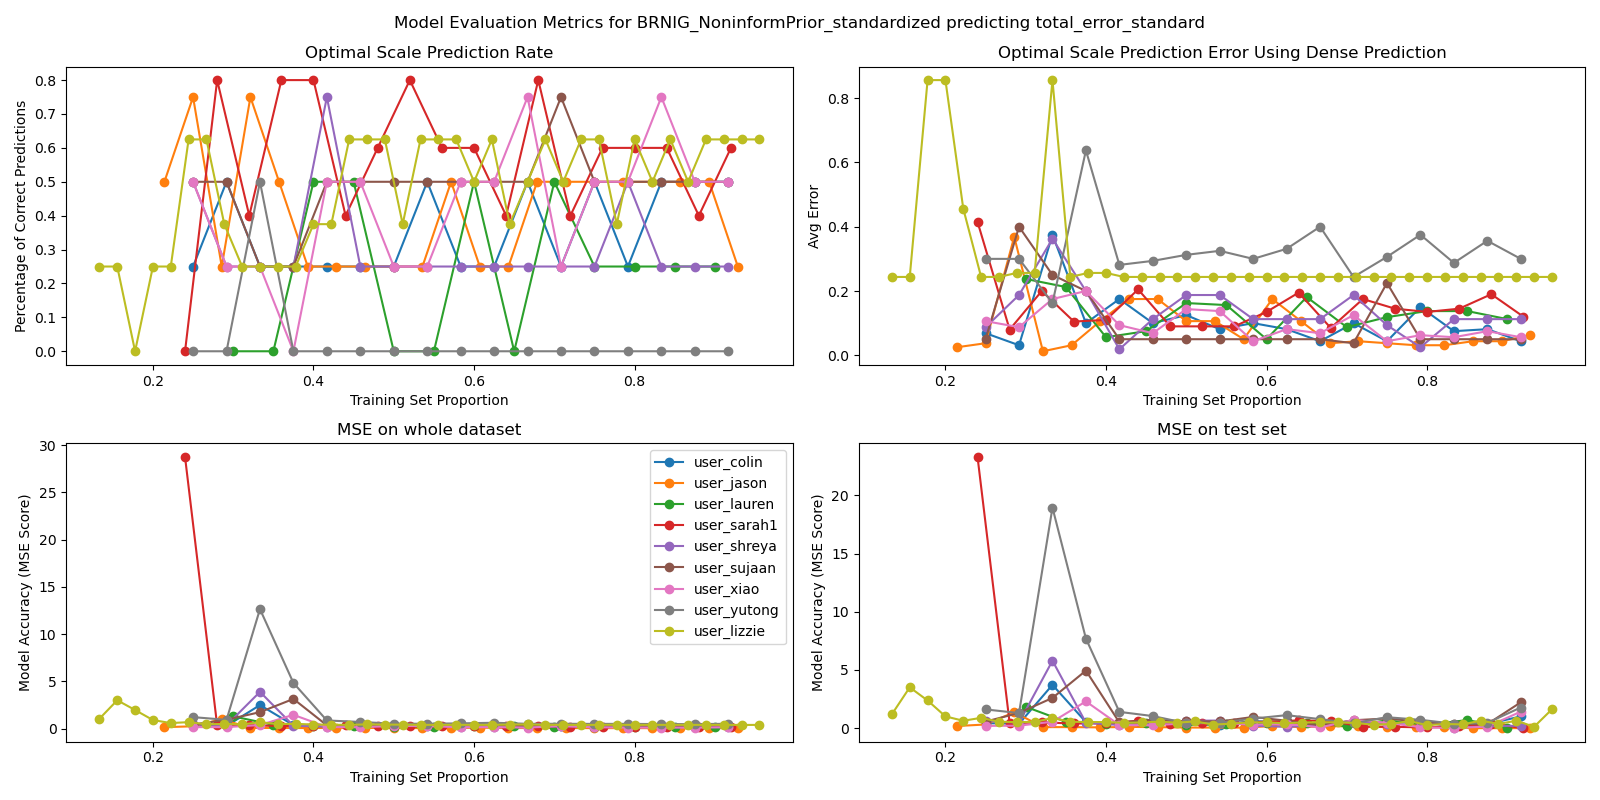 Model Evaluation Metrics for BRNIG_NoninformPrior_standardized predicting total_error_standard
Optimal Scale Prediction Rate
Percentage of Correct Predictions
0.8
0.7
0.6
0.5
0.4
0.3
0.2
0.1
0.0
0.2 0.4 0.6 0.8
Training Set Proportion
Optimal Scale Prediction Error Using Dense Prediction
Avg Error
0.8
0.6
0.4
0.2
0.0
0.2 0.4 0.6 0.8
Training Set Proportion
MSE on whole dataset
Model Accuracy (MSE Score)
30
25
20
15
10
5
0
0.2 0.4 0.6 0.8
Training Set Proportion
user_colin
user_jason
user_lauren
user_sarah1
user_shreya
user_sujaan
user_xiao
user_yutong
user_lizzie
MSE on test set
Model Accuracy (MSE Score)
20
15
10
5
0
0.2 0.4 0.6 0.8
Training Set Proportion